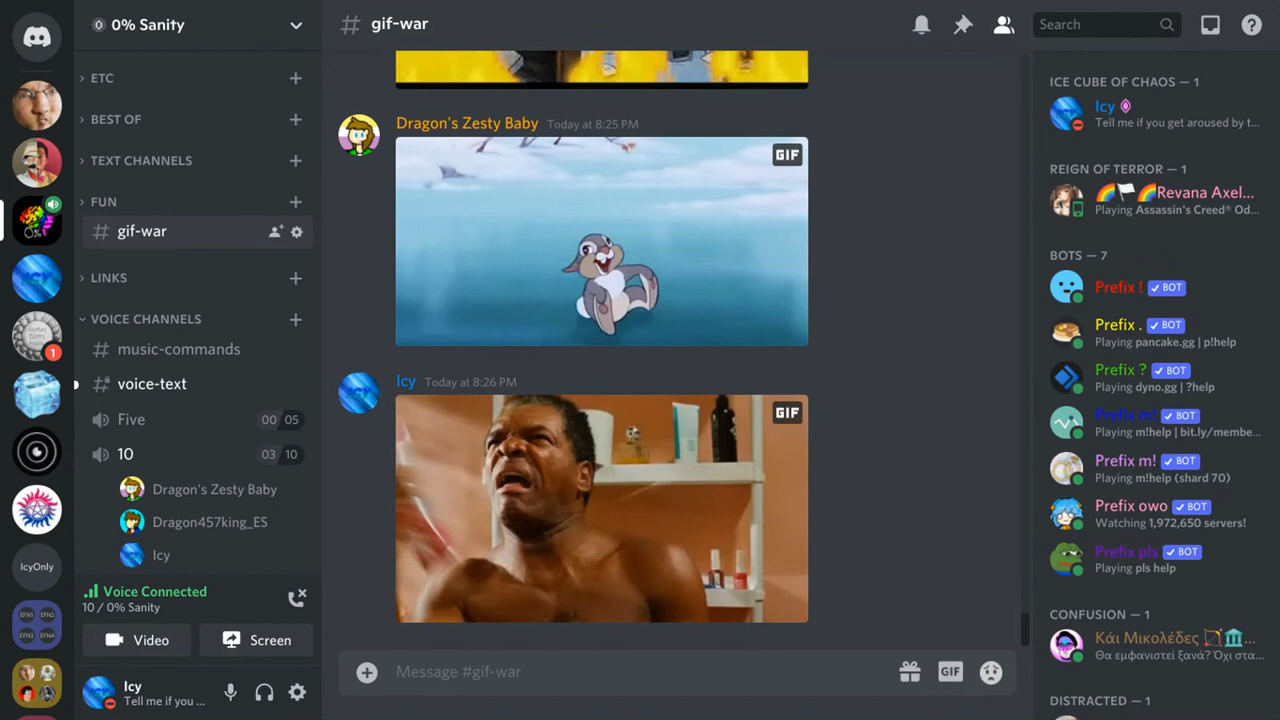 0% Sanity
ETC
BEST OF
TEXT CHANNELS
FUN
gif-war
LINKS
VOICE CHANNELS
music-commands
voice-text
Five 00 05
10 03 10
Dragon's Zesty Baby
Dragon457king_ES
Icy
Voice Connected
10 / 0% Sanity
Video Screen
Icy
Tell me if you ...
ICY
1
IcyOnly
EFN1 EFN2
EFN3 EFN4
# gif-war
Search
Dragon's Zesty Baby Today at 8:25 PM
GIF
Icy Today at 8:26 PM
GIF
Message #gif-war
GIF
ICE CUBE OF CHAOS — 1
Icy
Tell me if you get aroused by t...
REIGN OF TERROR — 1
Revana Axel...
Playing Assassin's Creed® Od...
BOTS — 7
Prefix ! BOT
Prefix . BOT
Playing pancake.gg | p!help
Prefix ? BOT
Playing dyno.gg | ?help
Prefix m! BOT
Playing m!help | bit.ly/membe...
Prefix m! BOT
Playing m!help (shard 70)
Prefix owo BOT
Watching 1,972,650 servers!
Prefix pls BOT
Playing pls help
CONFUSION — 1
Κάι Μικολέδες ...
Θα εμφανιστεί ξανά? Όχι στα...
DISTRACTED — 1